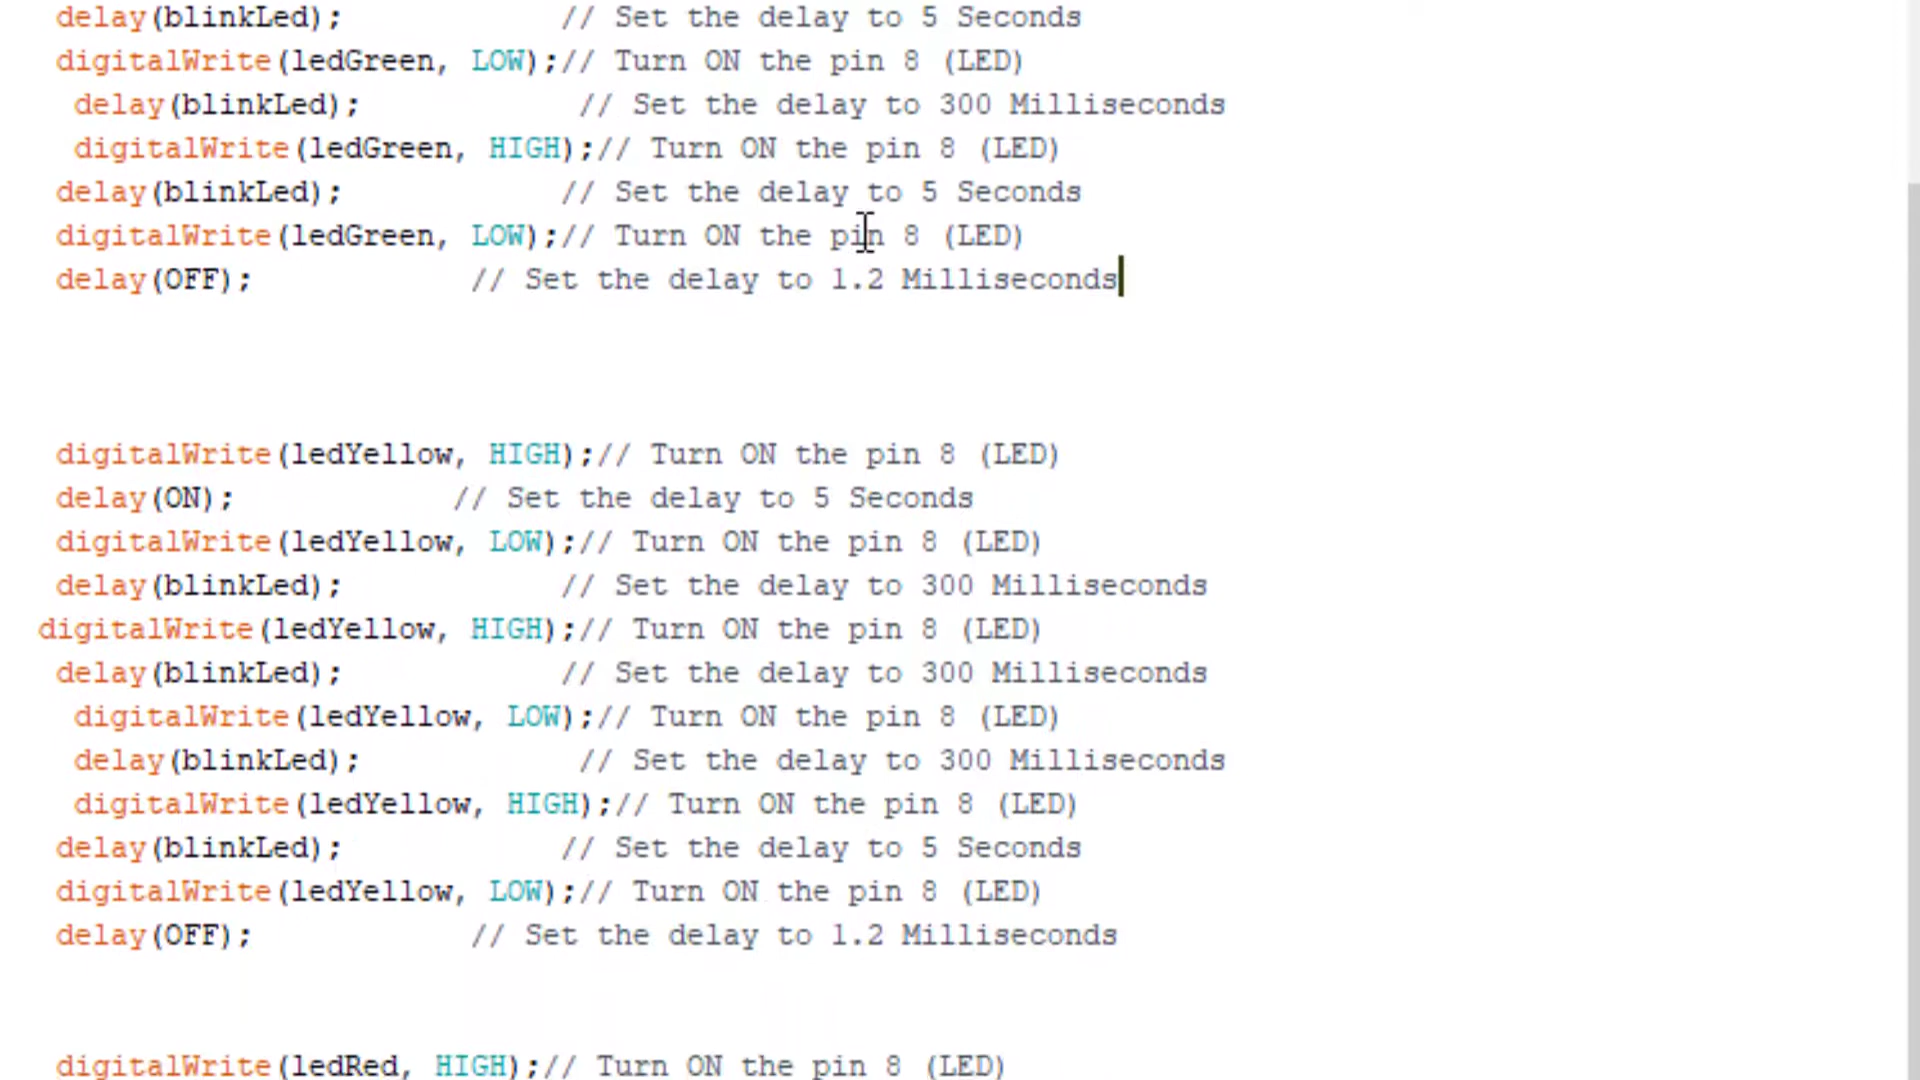 delay(blinkLed);            // Set the delay to 5 Seconds
digitalWrite(ledGreen, LOW);// Turn ON the pin 8 (LED)
 delay(blinkLed);            // Set the delay to 300 Milliseconds
 digitalWrite(ledGreen, HIGH);// Turn ON the pin 8 (LED)
delay(blinkLed);            // Set the delay to 5 Seconds
digitalWrite(ledGreen, LOW);// Turn ON the pin 8 (LED)
delay(OFF);            // Set the delay to 1.2 Milliseconds
digitalWrite(ledYellow, HIGH);// Turn ON the pin 8 (LED)
delay(ON);            // Set the delay to 5 Seconds
digitalWrite(ledYellow, LOW);// Turn ON the pin 8 (LED)
delay(blinkLed);            // Set the delay to 300 Milliseconds
digitalWrite(ledYellow, HIGH);// Turn ON the pin 8 (LED)
delay(blinkLed);            // Set the delay to 300 Milliseconds
 digitalWrite(ledYellow, LOW);// Turn ON the pin 8 (LED)
 delay(blinkLed);            // Set the delay to 300 Milliseconds
 digitalWrite(ledYellow, HIGH);// Turn ON the pin 8 (LED)
delay(blinkLed);            // Set the delay to 5 Seconds
digitalWrite(ledYellow, LOW);// Turn ON the pin 8 (LED)
delay(OFF);            // Set the delay to 1.2 Milliseconds
digitalWrite(ledRed, HIGH);// Turn ON the pin 8 (LED)